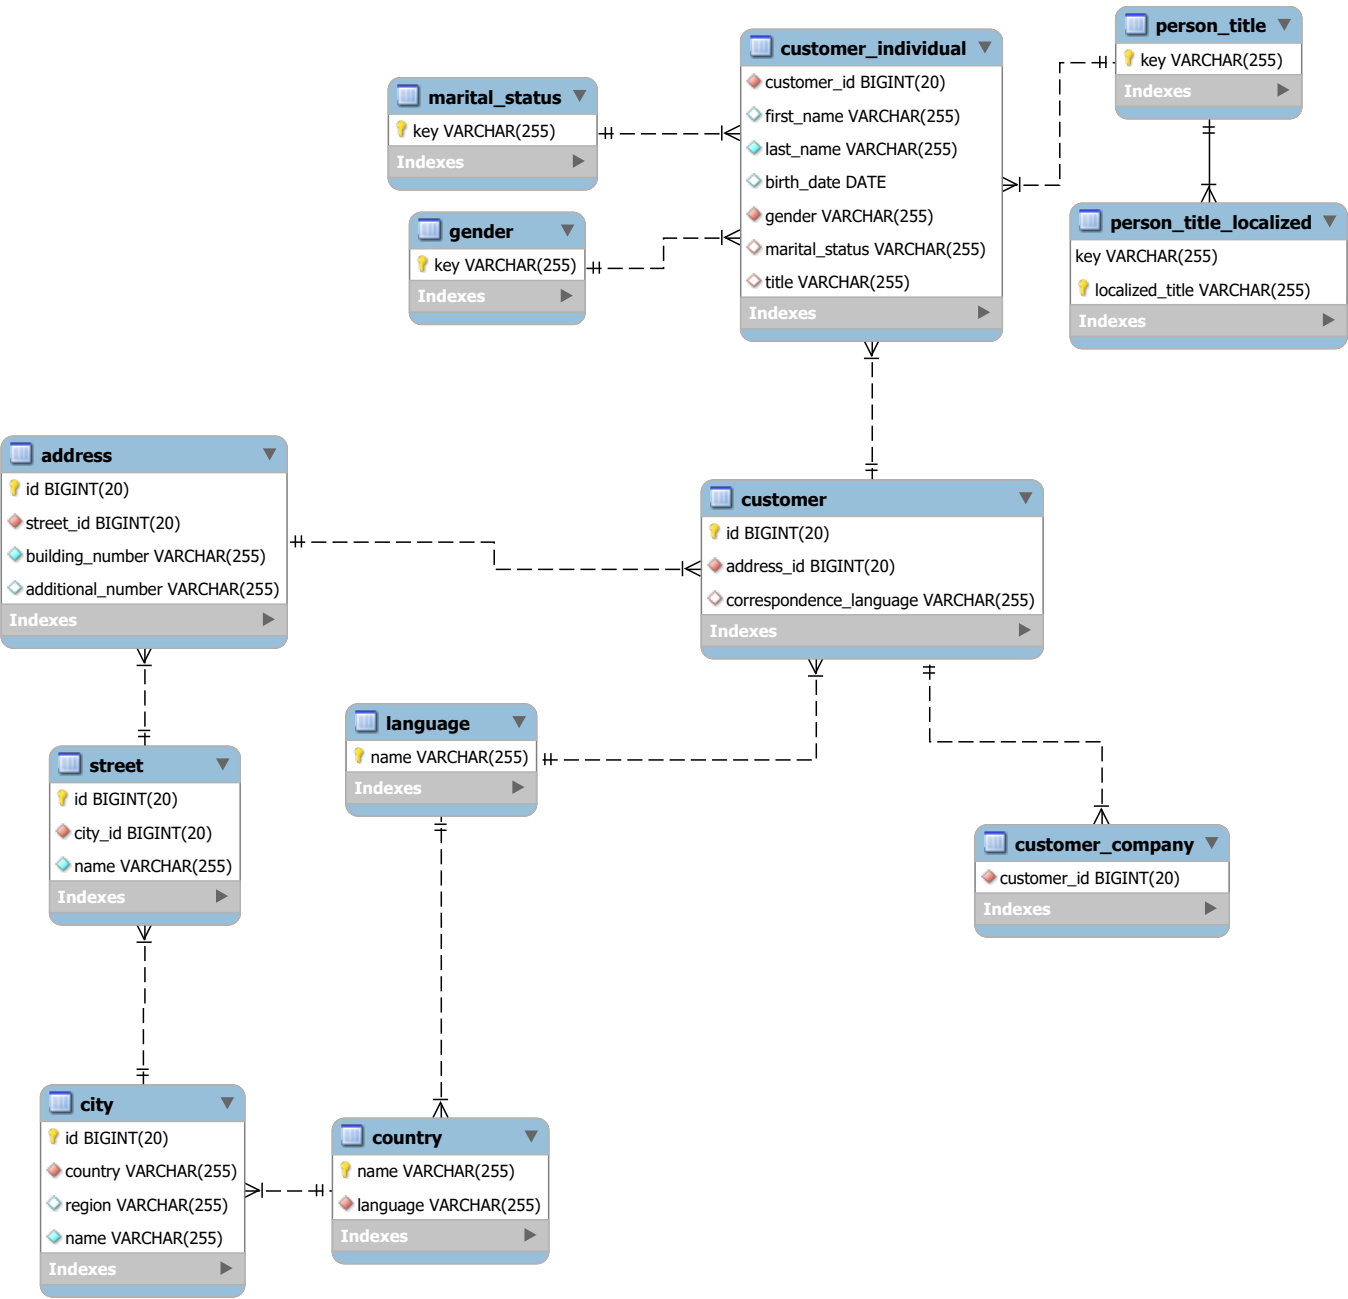 person_title
key VARCHAR(255)
Indexes
customer_individual
customer_id BIGINT(20)
first_name VARCHAR(255)
last_name VARCHAR(255)
birth_date DATE
gender VARCHAR(255)
marital_status VARCHAR(255)
title VARCHAR(255)
Indexes
marital_status
key VARCHAR(255)
Indexes
gender
key VARCHAR(255)
Indexes
person_title_localized
key VARCHAR(255)
localized_title VARCHAR(255)
Indexes
address
id BIGINT(20)
street_id BIGINT(20)
building_number VARCHAR(255)
additional_number VARCHAR(255)
Indexes
customer
id BIGINT(20)
address_id BIGINT(20)
correspondence_language VARCHAR(255)
Indexes
language
name VARCHAR(255)
Indexes
street
id BIGINT(20)
city_id BIGINT(20)
name VARCHAR(255)
Indexes
customer_company
customer_id BIGINT(20)
Indexes
city
id BIGINT(20)
country VARCHAR(255)
region VARCHAR(255)
name VARCHAR(255)
Indexes
country
name VARCHAR(255)
language VARCHAR(255)
Indexes